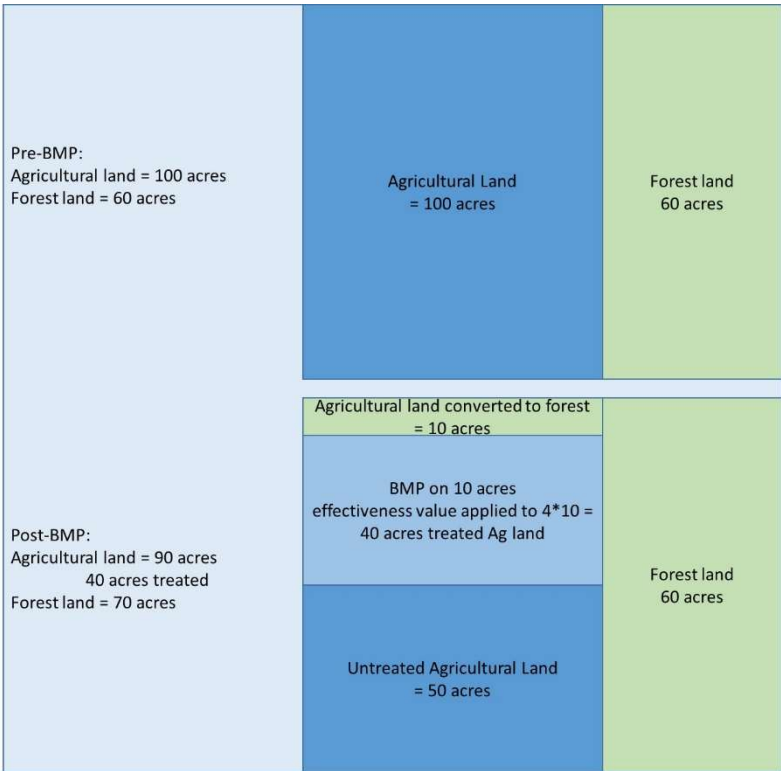 Pre-BMP:
Agricultural land = 100 acres
Forest land = 60 acres
Agricultural Land
= 100 acres
Forest land
60 acres
Agricultural land converted to forest
= 10 acres
BMP on 10 acres
effectiveness value applied to 4*10 =
40 acres treated Ag land
Post-BMP:
Agricultural land = 90 acres
40 acres treated
Forest land = 70 acres
Forest land
60 acres
Untreated Agricultural Land
= 50 acres